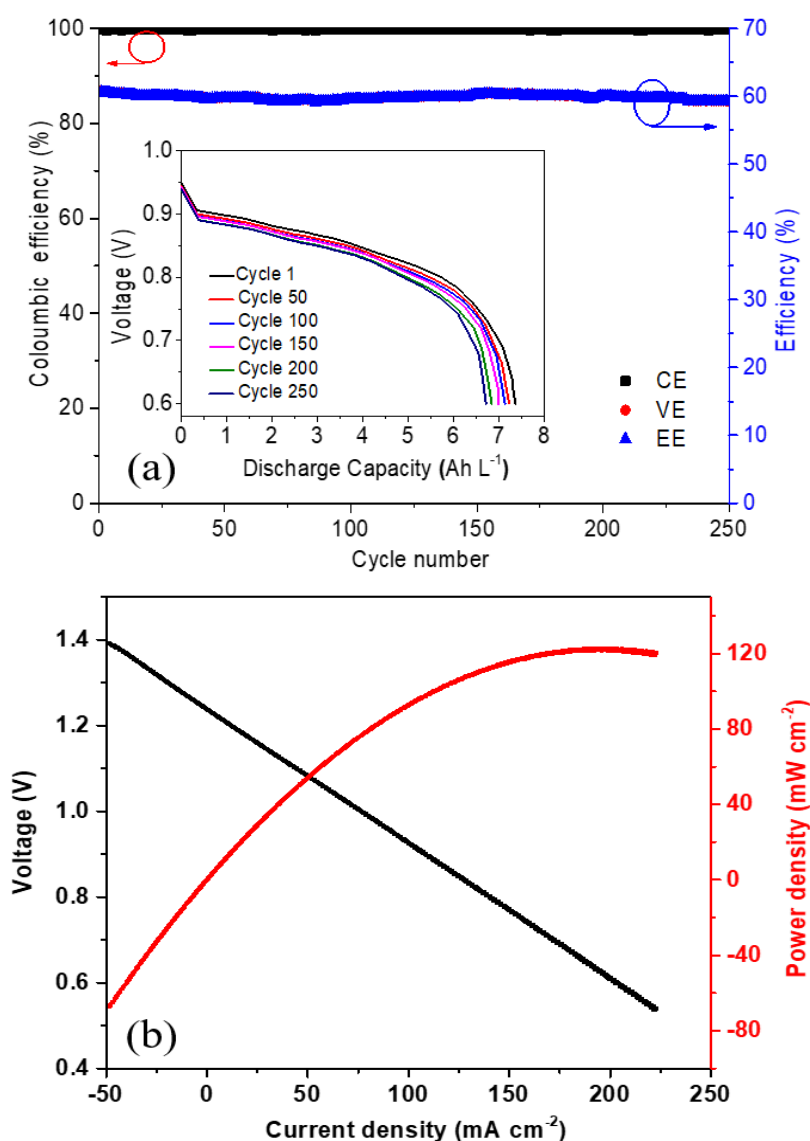 100
80
60
40
20
0
Coloumbic efficiency (%)
70
60
50
40
30
20
10
0
Efficiency (%)
1.0
0.9
0.8
0.7
0.6
Voltage (V)
Cycle 1
Cycle 50
Cycle 100
Cycle 150
Cycle 200
Cycle 250
0 1 2 3 4 5 6 7 8
Discharge Capacity (Ah L⁻¹)
CE
VE
EE
(a)
0 50 100 150 200 250
Cycle number
1.4
1.2
1.0
0.8
0.6
0.4
Voltage (V)
120
80
40
0
-40
-80
Power density (mW cm⁻²)
(b)
-50 0 50 100 150 200 250
Current density (mA cm⁻²)